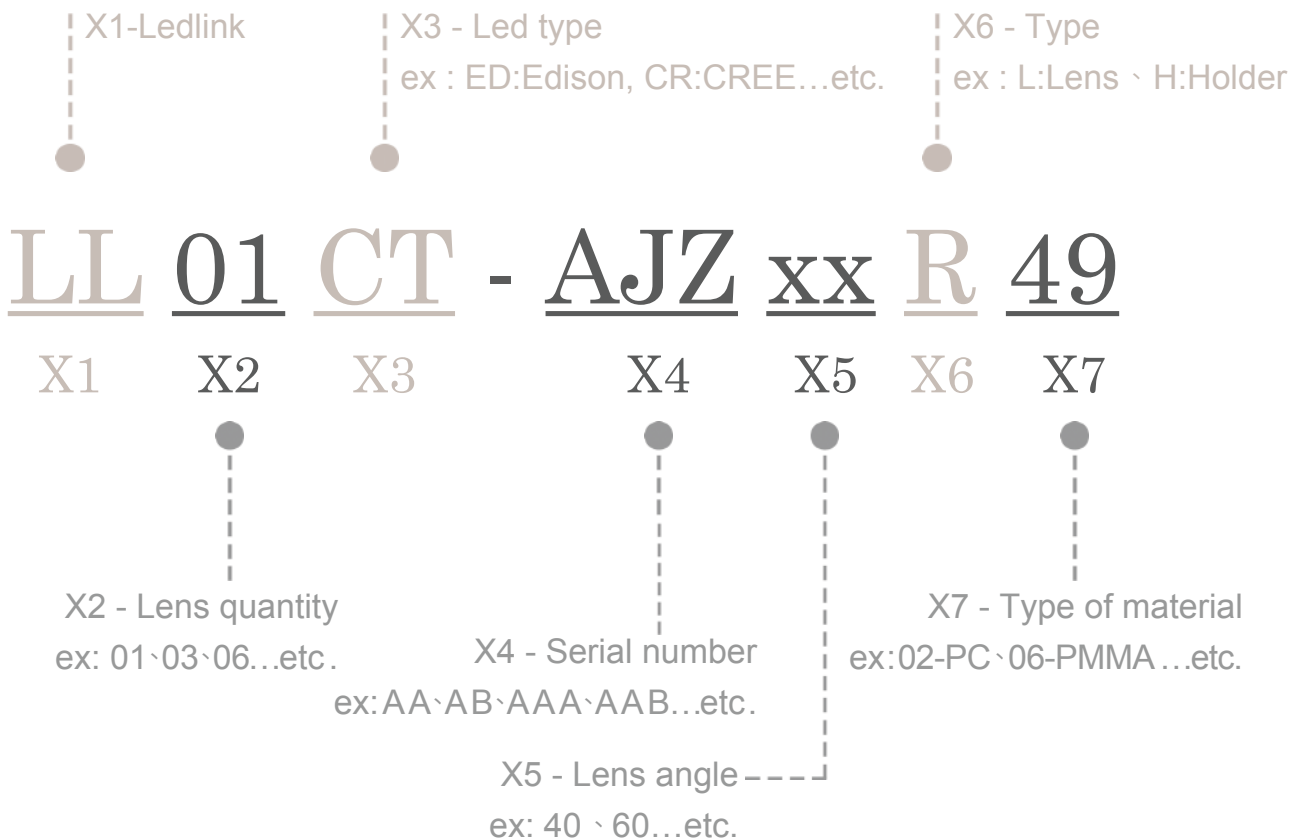 X1-Ledlink
X3 - Led type
ex : ED:Edison, CR:CREE…etc.
X6 - Type
ex : L:Lens、H:Holder
LL 01 CT - AJZ xx R 49
X1 X2 X3 X4 X5 X6 X7
X2 - Lens quantity
ex: 01、03、06…etc.
X4 - Serial number
ex:AA、AB、AAA、AAB…etc.
X7 - Type of material
ex:02-PC、06-PMMA…etc.
X5 - Lens angle
ex: 40 、60…etc.